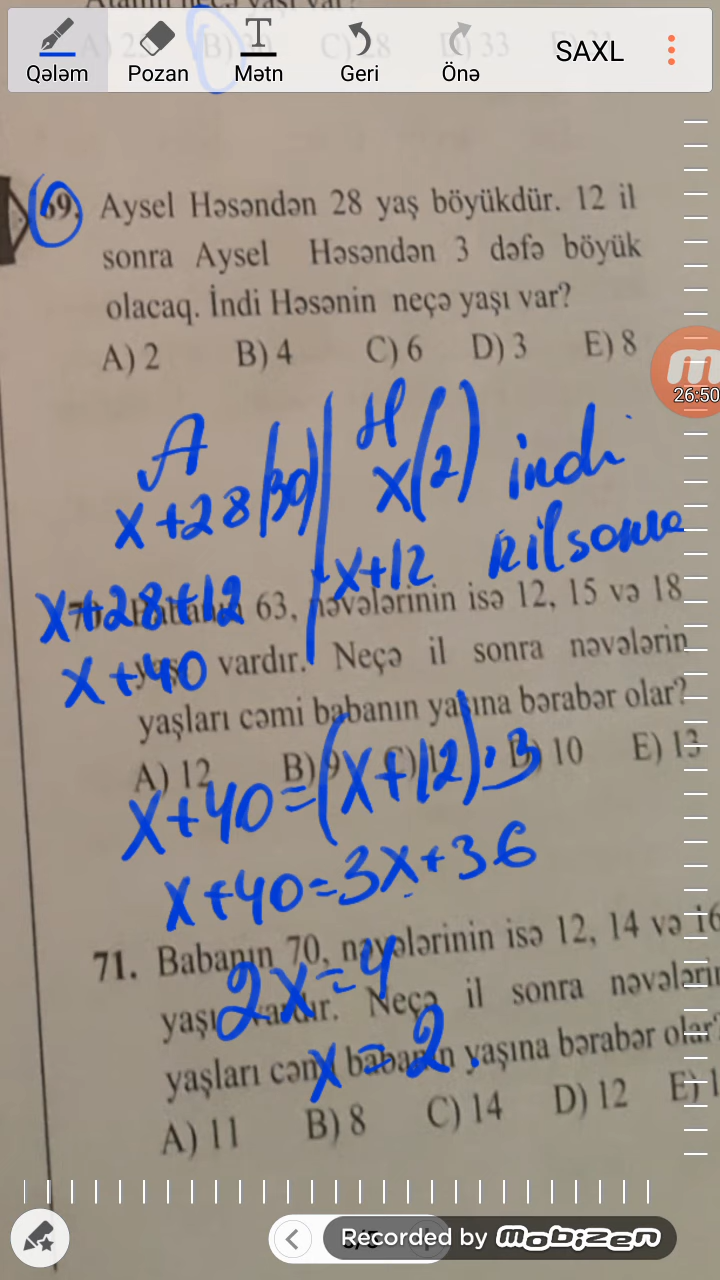 Qələm Pozan Mətn Geri Önə SAXL
69. Aysel Həsəndən 28 yaş böyükdür. 12 il
sonra Aysel Həsəndən 3 dəfə böyük
olacaq. İndi Həsənin neçə yaşı var?
A) 2 B) 4 C) 6 D) 3 E) 8
26:50
A H
x+28(30) x(2) indi
x+28+12 x+12 sonra
63, nəvələrinin isə 12, 15 və 18
x+40
vardır. Neçə il sonra nəvələrin
yaşları cəmi babanın yaşına bərabər olar?
A) 12 B) 9 10 E) 13
x+40=(x+12)·3
x+40=3x+36
71. Babanın 70, nəvələrinin isə 12, 14 və 16
2x=4
yaşı vardır. Neçə il sonra
x=2.
yaşları cəmi babanın yaşına bərabər olar?
A) 11 B) 8 C) 14 D) 12
Recorded by MOBIZEN